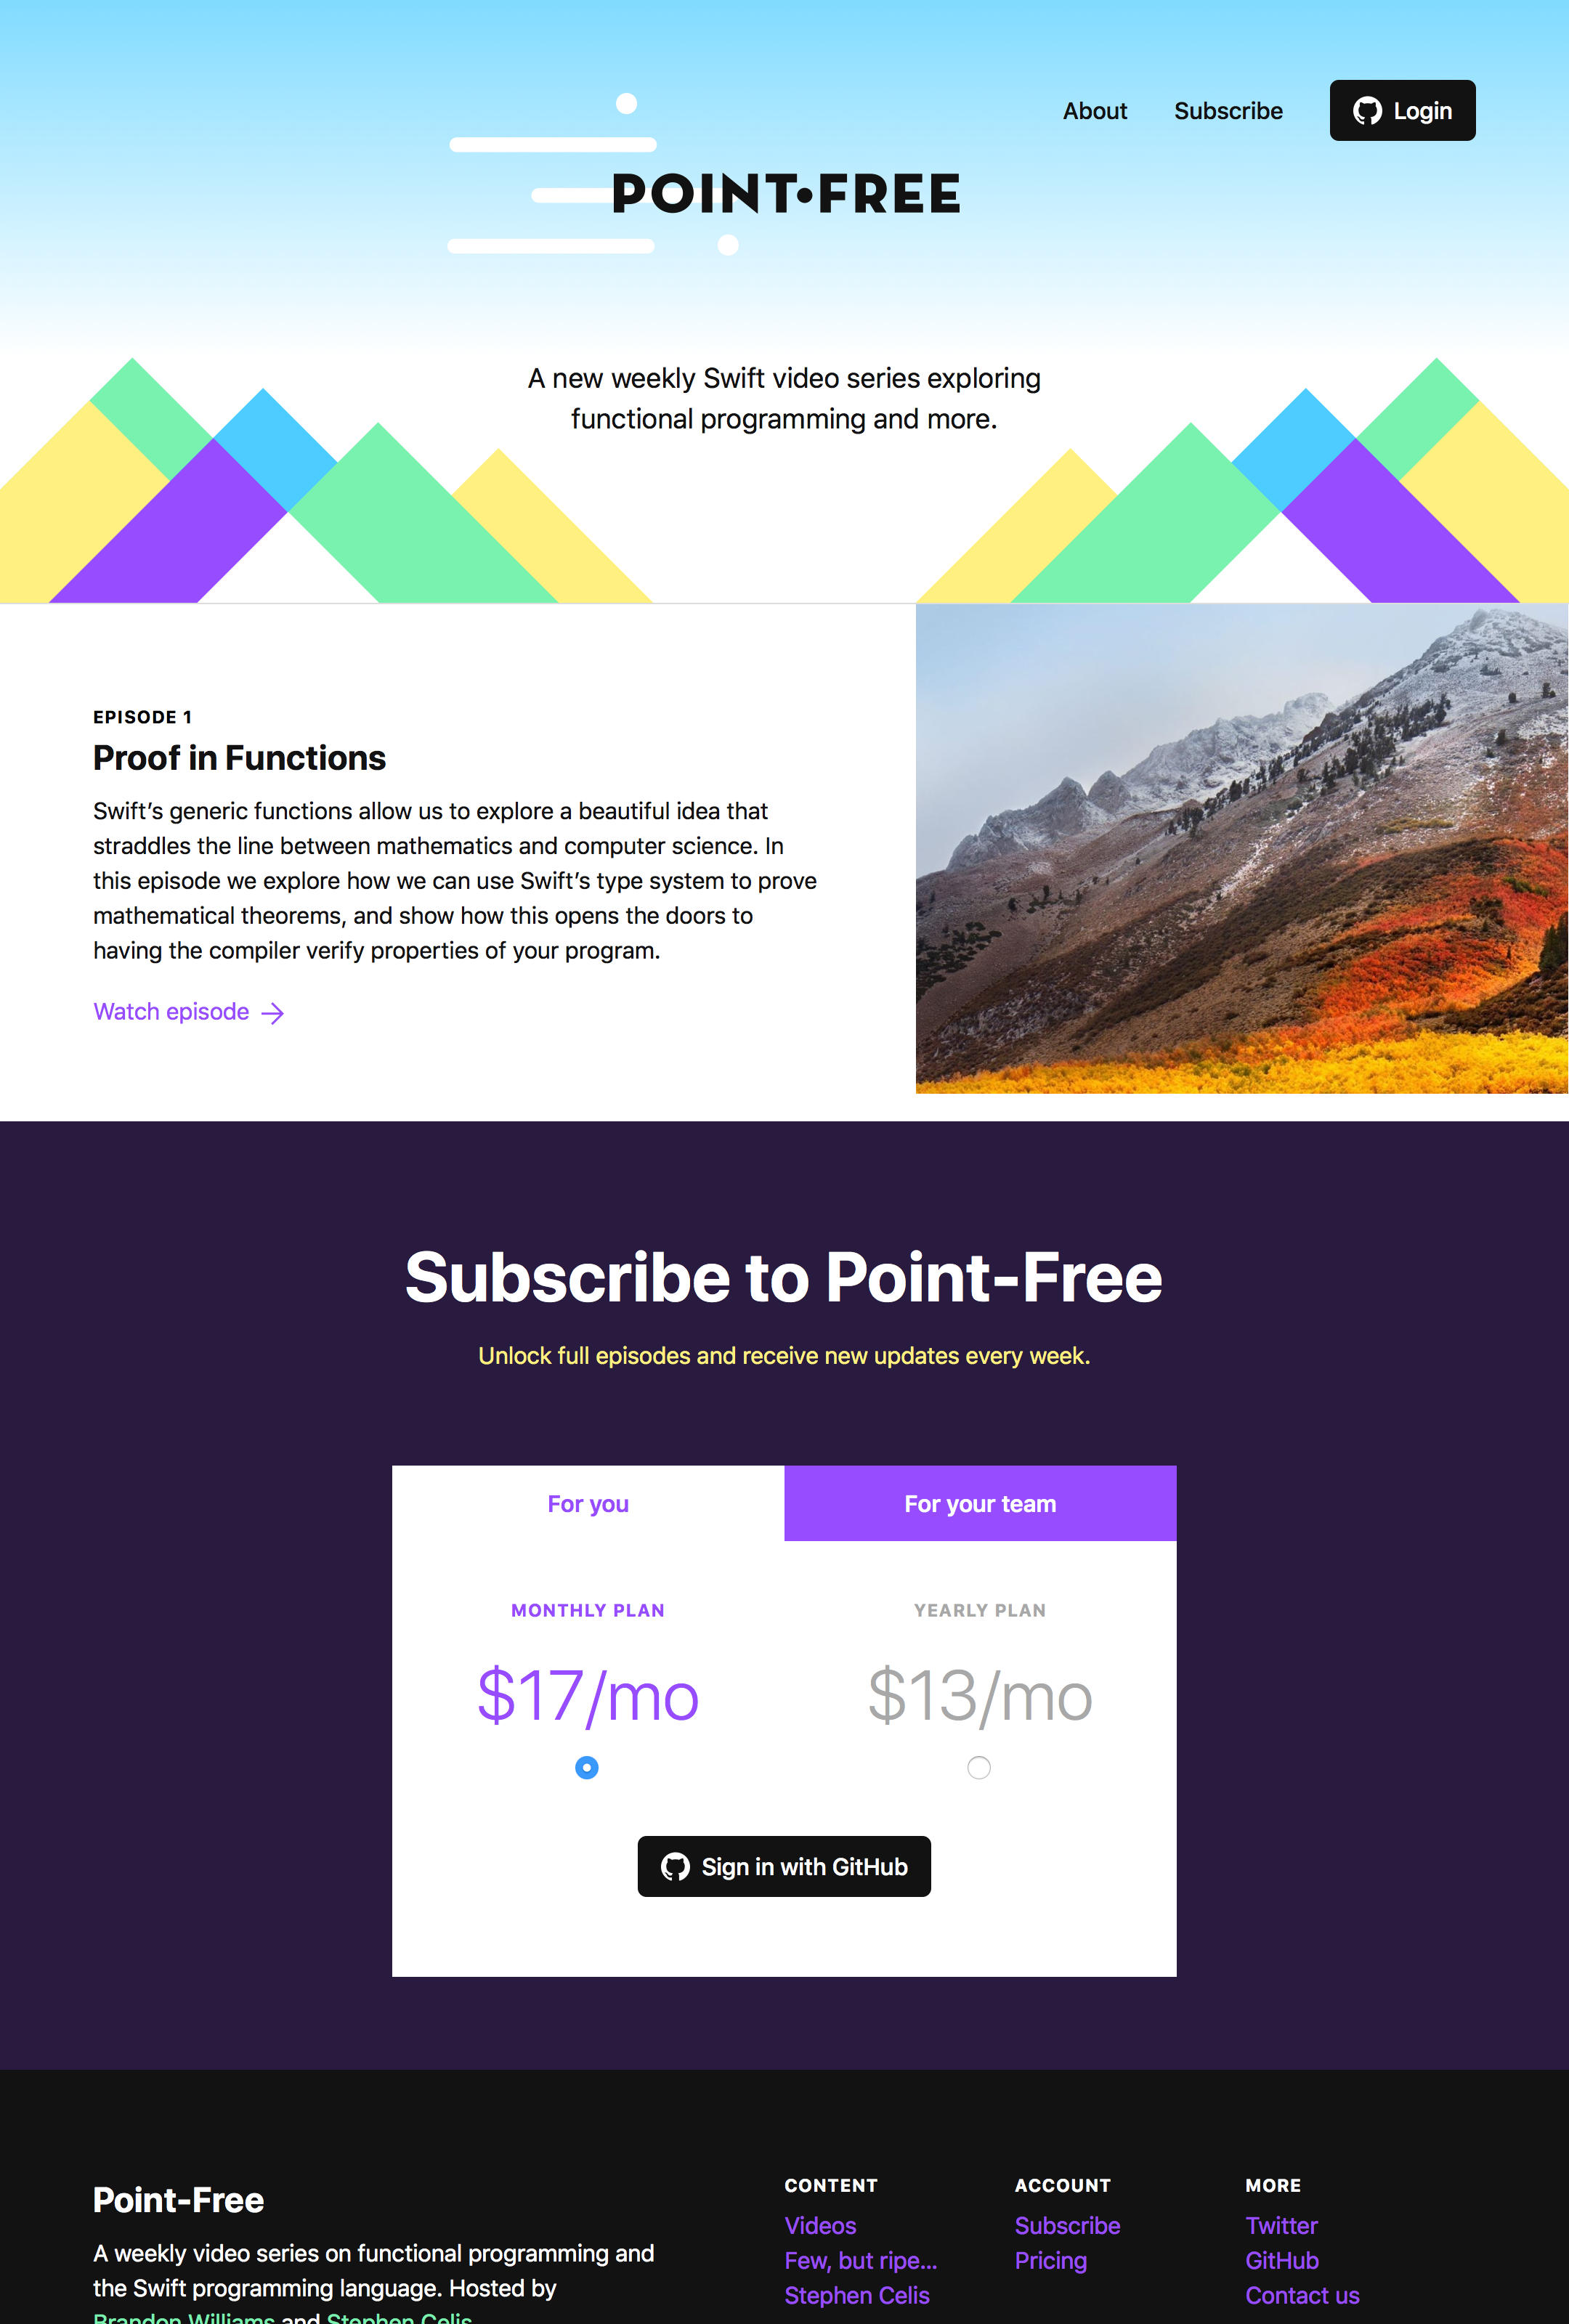 About
Subscribe
Login
POINT•FREE
A new weekly Swift video series exploring
functional programming and more.
EPISODE 1
Proof in Functions
Swift’s generic functions allow us to explore a beautiful idea that
straddles the line between mathematics and computer science. In
this episode we explore how we can use Swift’s type system to prove
mathematical theorems, and show how this opens the doors to
having the compiler verify properties of your program.
Watch episode
Subscribe to Point-Free
Unlock full episodes and receive new updates every week.
For you
For your team
MONTHLY PLAN
$17/mo
YEARLY PLAN
$13/mo
Sign in with GitHub
Point-Free
A weekly video series on functional programming and
the Swift programming language. Hosted by
Brandon Williams and Stephen Celis
CONTENT
Videos
Few, but ripe...
Stephen Celis
ACCOUNT
Subscribe
Pricing
MORE
Twitter
GitHub
Contact us